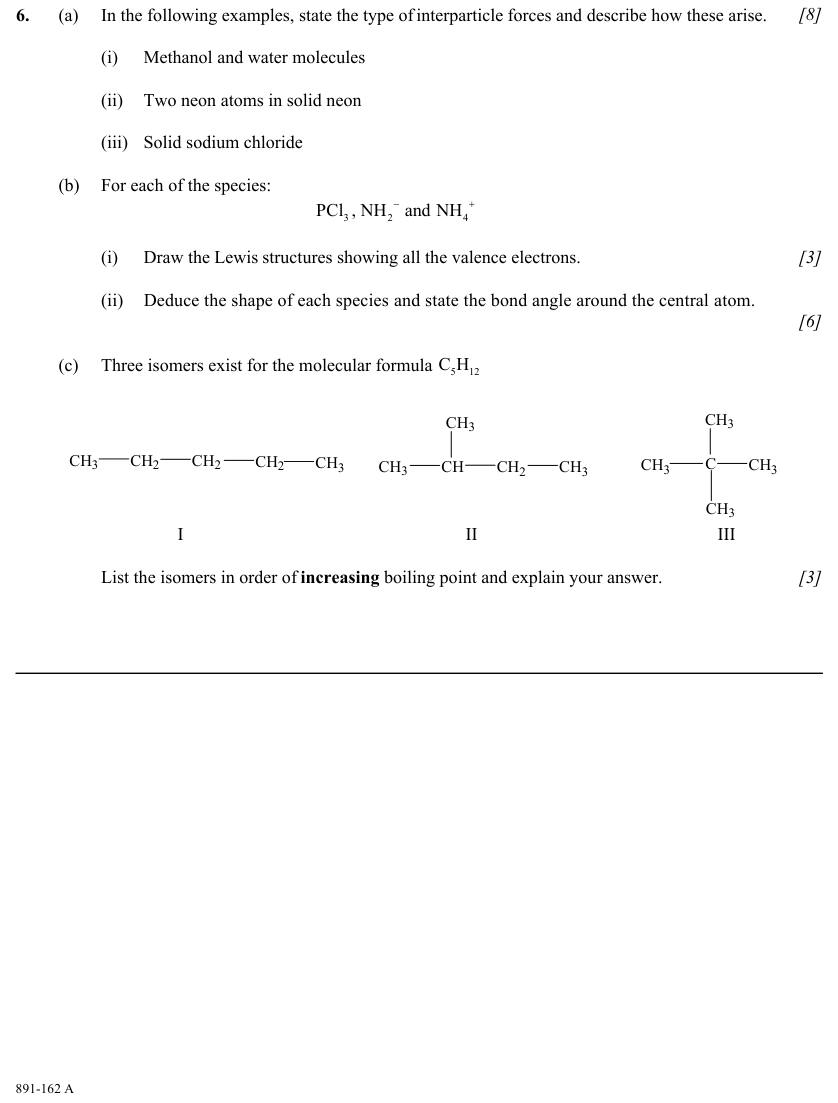 6. (a) In the following examples, state the type of interparticle forces and describe how these arise. [8]
(i) Methanol and water molecules
(ii) Two neon atoms in solid neon
(iii) Solid sodium chloride
(b) For each of the species:
PCl₃, NH₂⁻ and NH₄⁺
(i) Draw the Lewis structures showing all the valence electrons. [3]
(ii) Deduce the shape of each species and state the bond angle around the central atom.
[6]
(c) Three isomers exist for the molecular formula C₅H₁₂
CH₃ CH₃
CH₃—CH₂—CH₂—CH₂—CH₃ CH₃—CH—CH₂—CH₃ CH₃—C—CH₃
CH₃
I II III
List the isomers in order of increasing boiling point and explain your answer. [3]
891-162 A